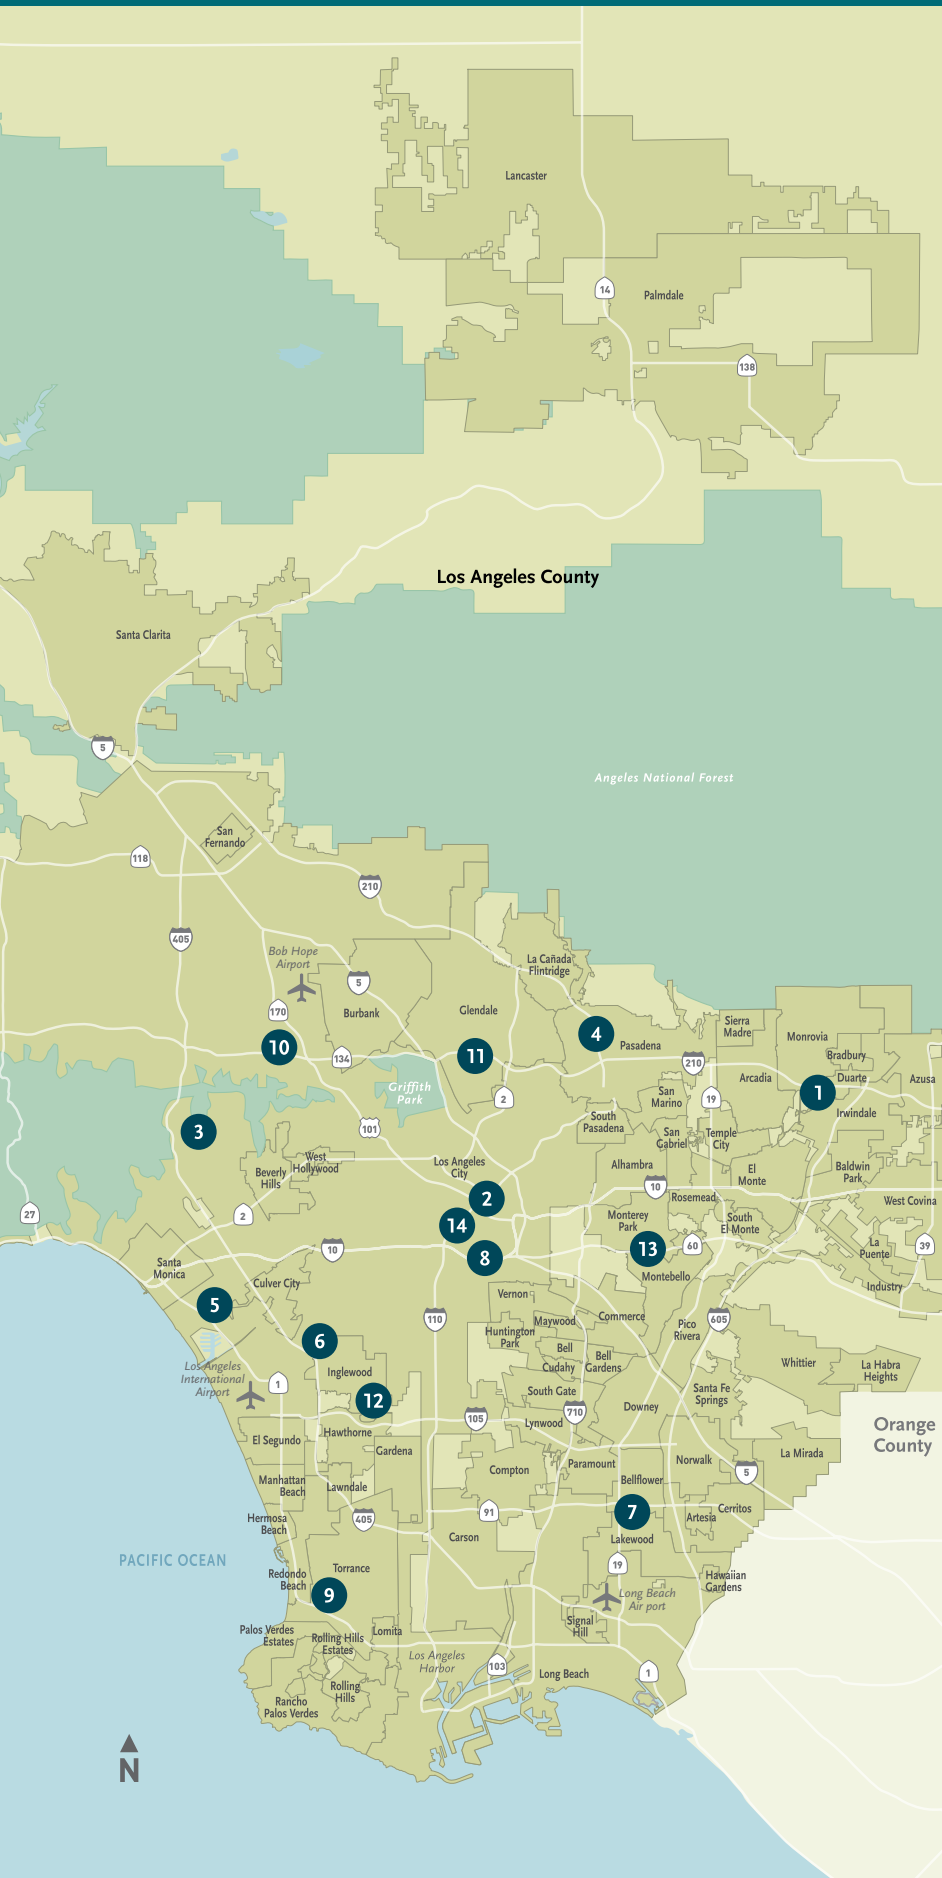 Lancaster
14
Palmdale
138
Los Angeles County
Santa Clarita
5
Angeles National Forest
San
Fernando
118
210
405
Bob Hope
Airport
La Cañada
Flintridge
5
170
Burbank
Glendale
Sierra
Madre
Monrovia
4
Pasadena
10
134
11
210
Bradbury
Duarte
Azusa
Arcadia
1
Griffith
Park
2
San
Marino
19
Irwindale
3
101
South
Pasadena
San
Gabriel
Temple
City
West
Hollywood
Beverly
Hills
Los Angeles
City
Alhambra
El
Monte
Baldwin
Park
10
Rosemead
West Covina
2
27
2
14
Monterey
Park
South
El Monte
13
60
La
Puente
39
10
8
Santa
Monica
Montebello
Culver City
Industry
5
Vernon
110
Maywood
Commerce
605
Huntington
Park
Pico
Rivera
6
Bell
Bell
Gardens
Cudahy
Whittier
La Habra
Heights
Los Angeles
International
Airport
1
Inglewood
12
South Gate
Santa Fe
Springs
Downey
105
Lynwood
710
Orange
County
El Segundo
Hawthorne
Gardena
La Mirada
Compton
Paramount
Norwalk
5
Manhattan
Beach
Lawndale
Bellflower
405
91
7
Artesia
Cerritos
Hermosa
Beach
Carson
Lakewood
PACIFIC OCEAN
19
Redondo
Beach
Torrance
9
Hawaiian
Gardens
Long Beach
Air port
Signal
Hill
Palos Verdes
Estates
Rolling Hills
Estates
Lomita
Los Angeles
Harbor
103
Long Beach
1
Rolling
Hills
Rancho
Palos Verdes
N